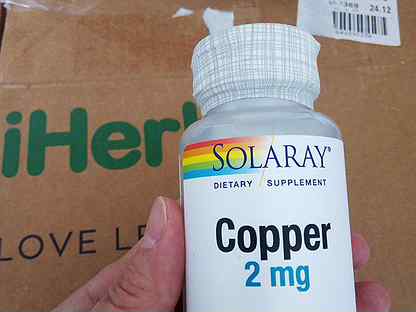 24.12
iHerb
LOVE LE
SOLARAY®
DIETARY SUPPLEMENT
Copper
2 mg